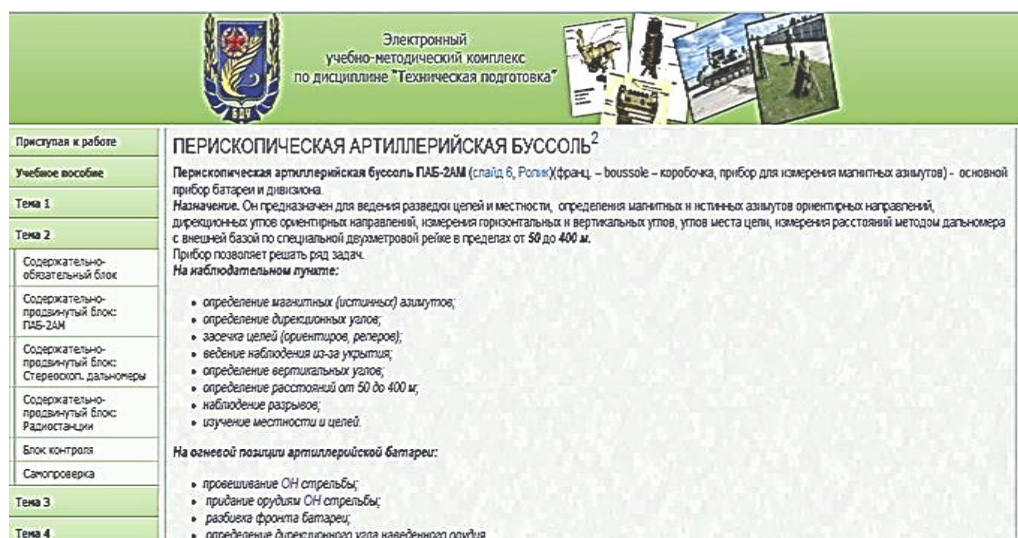 Электронный
учебно-методический комплекс
по дисциплине "Техническая подготовка"
БДУ
Приступая к работе
Учебное пособие
Тема 1
Тема 2
Содержательно-
обязательный блок
Содержательно-
продвинутый блок:
ПАБ-2АМ
Содержательно-
продвинутый блок:
Стереоскоп. дальномеры
Содержательно-
продвинутый блок:
Радиостанции
Блок контроля
Самопроверка
Тема 3
Тема 4
ПЕРИСКОПИЧЕСКАЯ АРТИЛЛЕРИЙСКАЯ БУССОЛЬ2
Перископическая артиллерийская буссоль ПАБ-2АМ (слайд 6, Ролик)(франц. – boussole – коробочка, прибор для измерения магнитных азимутов) - основной
прибор батареи и дивизиона.
Назначение. Он предназначен для ведения разведки целей и местности, определения магнитных и истинных азимутов ориентирных направлений,
дирекционных углов ориентирных направлений, измерения горизонтальных и вертикальных углов, углов места цели, измерения расстояний методом дальномера
с внешней базой по специальной двухметровой рейке в пределах от 50 до 400 м.
Прибор позволяет решать ряд задач.
На наблюдательном пункте:
• определение магнитных (истинных) азимутов;
• определение дирекционных углов;
• засечка целей (ориентиров, реперов);
• ведение наблюдения из-за укрытия;
• определение вертикальных углов;
• определение расстояний от 50 до 400 м;
• наблюдение разрывов;
• изучение местности и целей.
На огневой позиции артиллерийской батареи:
• провешивание ОН стрельбы;
• придание орудиям ОН стрельбы;
• разбивка фронта батареи;
• определение дирекционного угла наведенного орудия